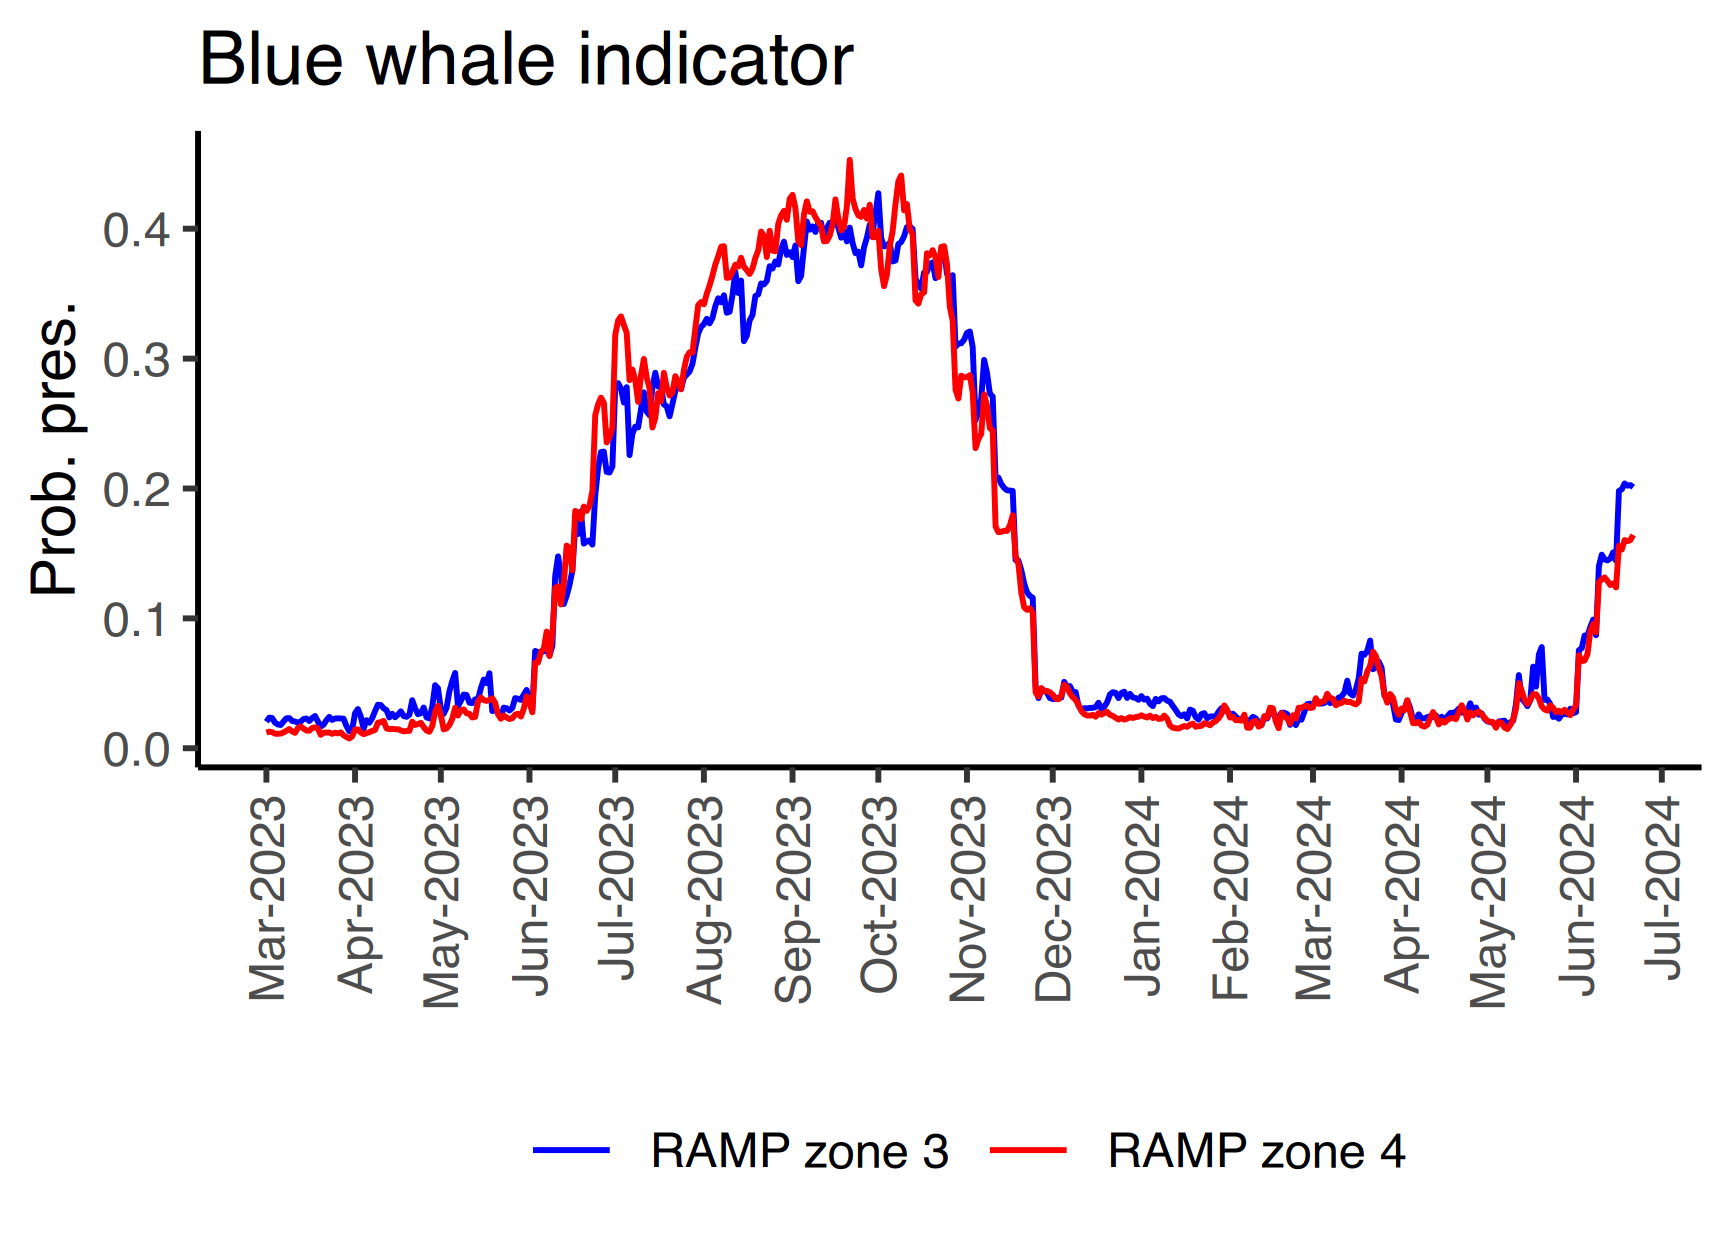 Blue whale indicator
Prob. pres.
0.4
0.3
0.2
0.1
0.0
Mar-2023
Apr-2023
May-2023
Jun-2023
Jul-2023
Aug-2023
Sep-2023
Oct-2023
Nov-2023
Dec-2023
Jan-2024
Feb-2024
Mar-2024
Apr-2024
May-2024
Jun-2024
Jul-2024
RAMP zone 3 RAMP zone 4